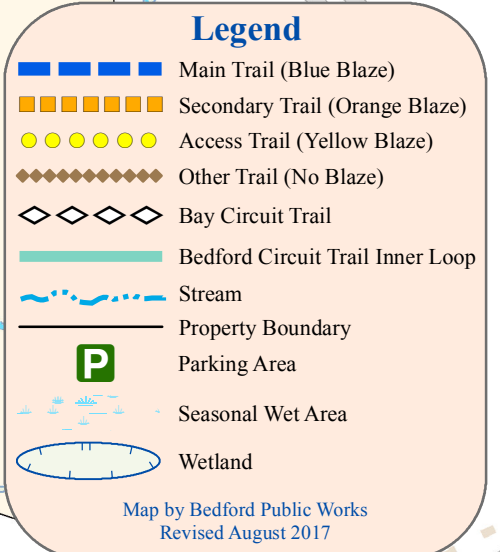 Legend
Main Trail (Blue Blaze)
Secondary Trail (Orange Blaze)
Access Trail (Yellow Blaze)
Other Trail (No Blaze)
Bay Circuit Trail
Bedford Circuit Trail Inner Loop
Stream
Property Boundary
P Parking Area
Seasonal Wet Area
Wetland
Map by Bedford Public Works
Revised August 2017